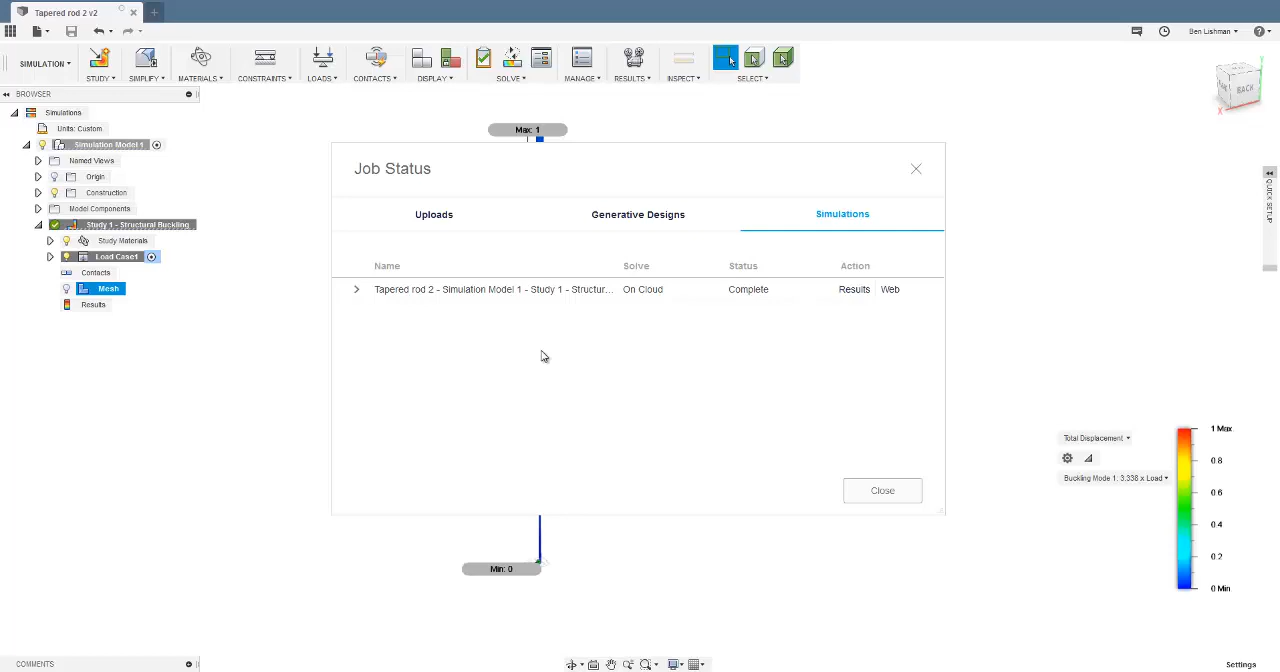 Tapered rod 2 v2
Ben Lishman
SIMULATION
STUDY
SIMPLIFY
MATERIALS
CONSTRAINTS
LOADS
CONTACTS
DISPLAY
SOLVE
MANAGE
RESULTS
INSPECT
SELECT
BROWSER
Simulations
Units: Custom
Simulation Model 1
Named Views
Origin
Construction
Model Components
Study 1 - Structural Buckling
Study Materials
Load Case1
Contacts
Mesh
Results
Max: 1
Job Status
Uploads
Generative Designs
Simulations
Name
Solve
Status
Action
Tapered rod 2 - Simulation Model 1 - Study 1 - Structur...
On Cloud
Complete
Results
Web
Close
Min: 0
BACK
X
Y
QUICK SETUP
Total Displacement
Buckling Mode 1: 3.338 x Load
1 Max.
0.8
0.6
0.4
0.2
0 Min.
COMMENTS
Settings